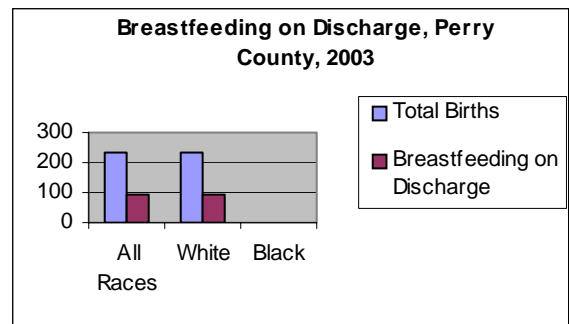 Breastfeeding on Discharge, Perry
County, 2003
300
200
100
0
All
Races
White
Black
Total Births
Breastfeeding on
Discharge